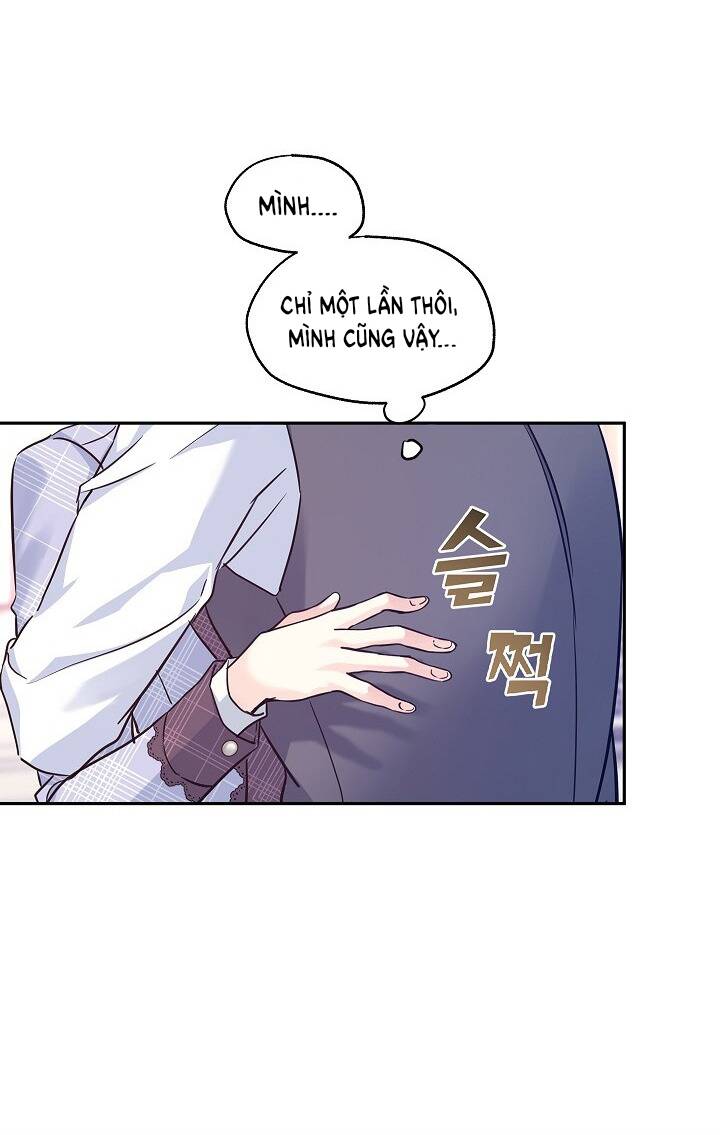 MÌNH....
CHỈ MỘT LẦN THÔI,
MÌNH CŨNG VẬY...
슬
쩍